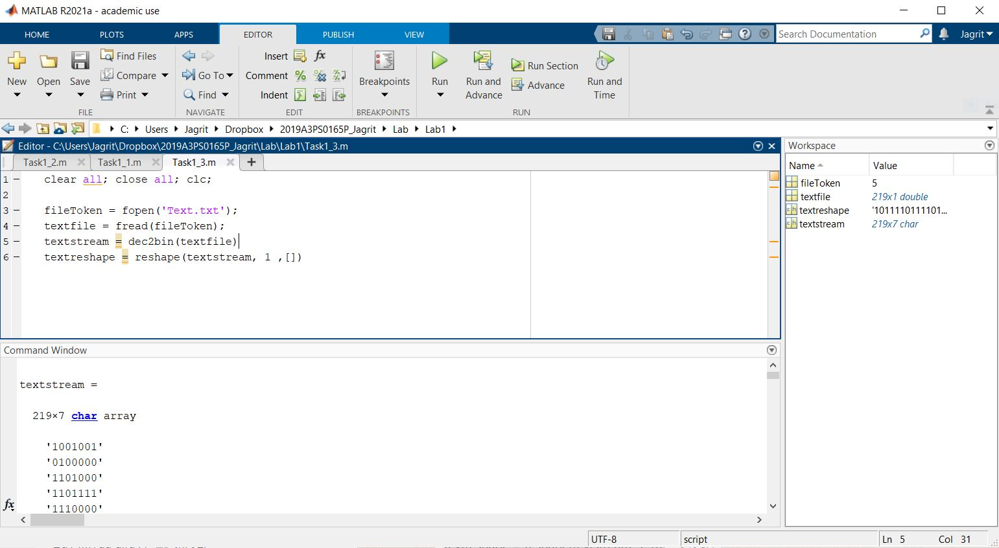 MATLAB R2021a - academic use
HOME PLOTS APPS EDITOR PUBLISH VIEW Search Documentation Jagrit
New Open Save Find Files Compare Print
FILE
Go To Find
NAVIGATE
Insert fx
Comment
Indent
EDIT
Breakpoints
BREAKPOINTS
Run Run and Advance Run Section Advance Run and Time
RUN
C: Users Jagrit Dropbox 2019A3PS0165P_Jagrit Lab Lab1
Editor - C:\Users\Jagrit\Dropbox\2019A3PS0165P_Jagrit\Lab\Lab1\Task1_3.m
Task1_2.m Task1_1.m Task1_3.m
1 clear all; close all; clc;
2
3 fileToken = fopen('Text.txt');
4 textfile = fread(fileToken);
5 textstream = dec2bin(textfile)
6 textreshape = reshape(textstream, 1 ,[])
Command Window
textstream =
219×7 char array
'1001001'
'0100000'
'1101000'
'1101111'
'1110000'
fx
Workspace
Name Value
fileToken 5
textfile 219x1 double
textreshape '1011110111101...
textstream 219x7 char
UTF-8 script Ln 5 Col 31